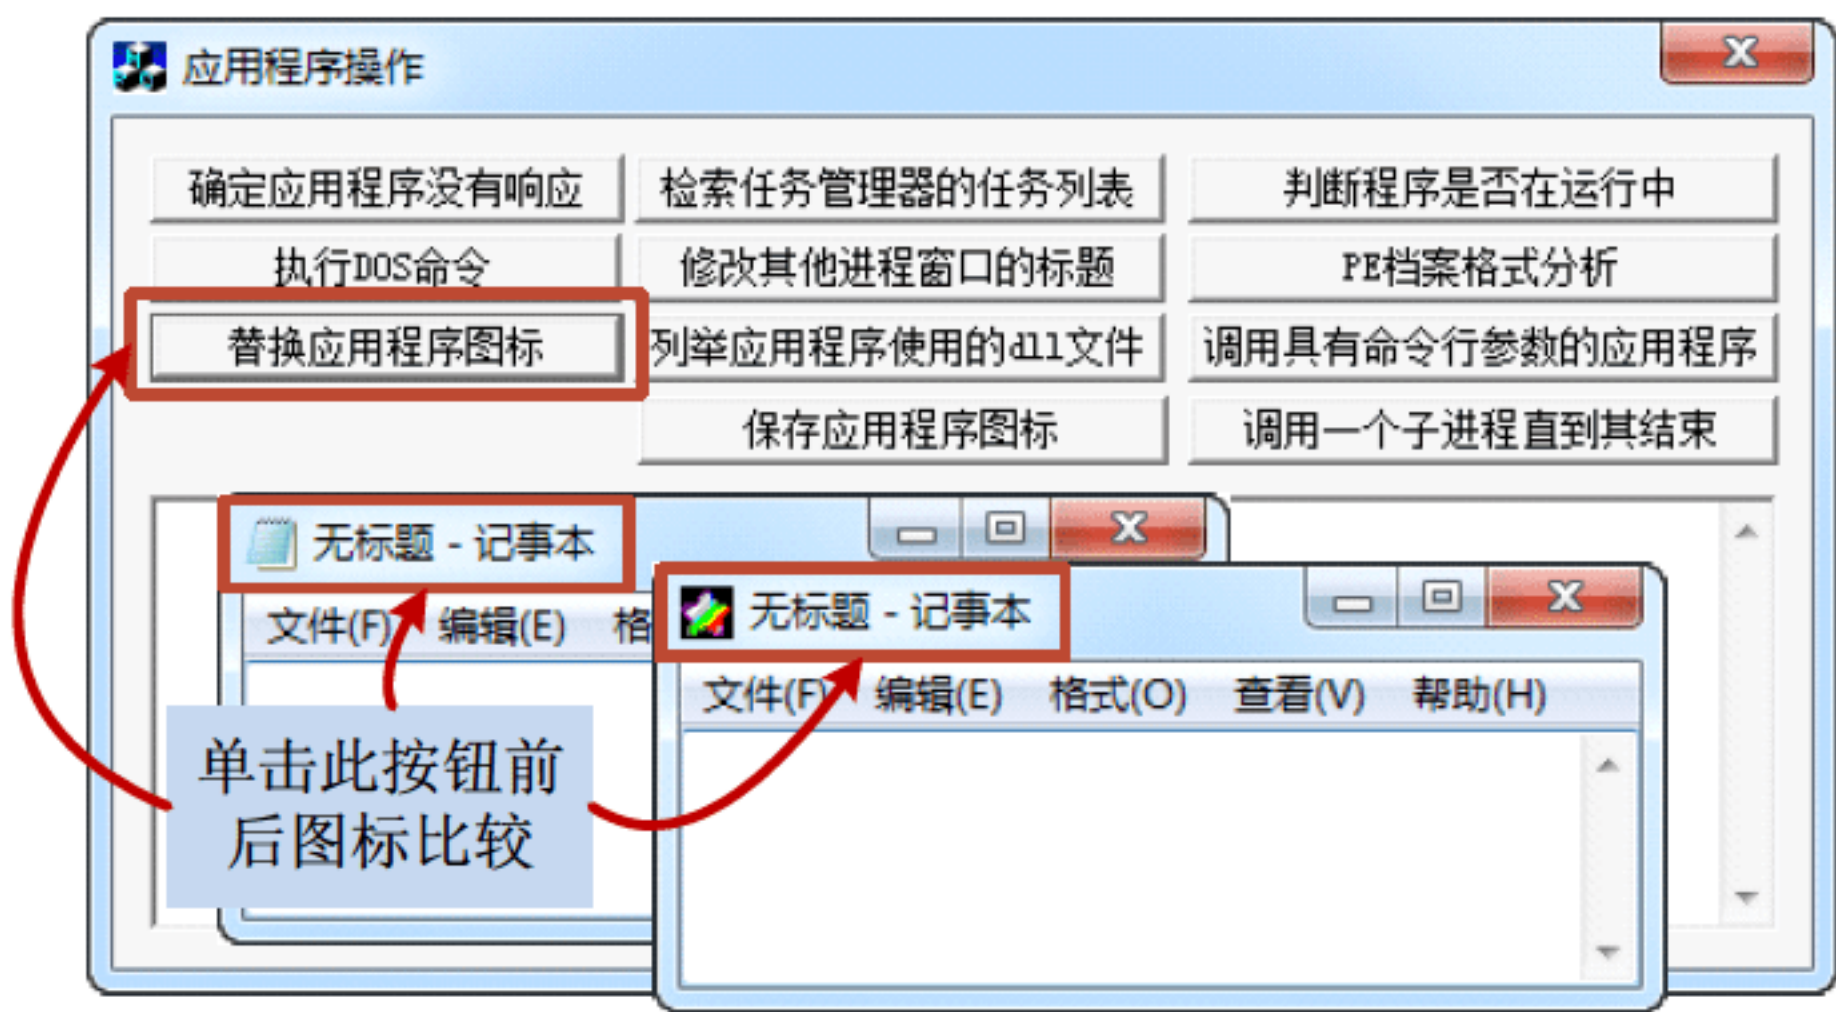 应用程序操作
确定应用程序没有响应 检索任务管理器的任务列表 判断程序是否在运行中
执行DOS命令 修改其他进程窗口的标题 PE档案格式分析
替换应用程序图标 列举应用程序使用的dll文件 调用具有命令行参数的应用程序
保存应用程序图标 调用一个子进程直到其结束
无标题 - 记事本
文件(F) 编辑(E) 格
无标题 - 记事本
文件(F) 编辑(E) 格式(O) 查看(V) 帮助(H)
单击此按钮前
后图标比较